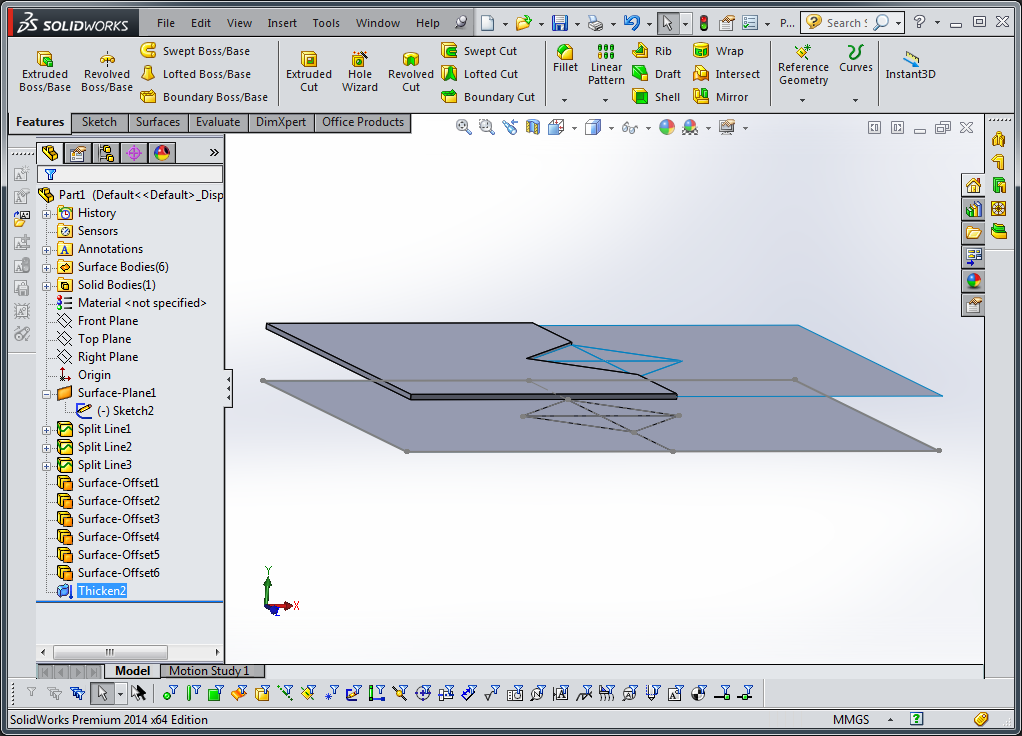 SOLIDWORKS File Edit View Insert Tools Window Help P... Search S
Extruded Boss/Base
Revolved Boss/Base
Swept Boss/Base
Lofted Boss/Base
Boundary Boss/Base
Extruded Cut
Hole Wizard
Revolved Cut
Swept Cut
Lofted Cut
Boundary Cut
Fillet
Linear Pattern
Rib
Draft
Shell
Wrap
Intersect
Mirror
Reference Geometry
Curves
Instant3D
Features Sketch Surfaces Evaluate DimXpert Office Products
Part1 (Default<<Default>_Disp
History
Sensors
Annotations
Surface Bodies(6)
Solid Bodies(1)
Material <not specified>
Front Plane
Top Plane
Right Plane
Origin
Surface-Plane1
(-) Sketch2
Split Line1
Split Line2
Split Line3
Surface-Offset1
Surface-Offset2
Surface-Offset3
Surface-Offset4
Surface-Offset5
Surface-Offset6
Thicken2
Y
X
Z
Model Motion Study 1
SolidWorks Premium 2014 x64 Edition MMGS